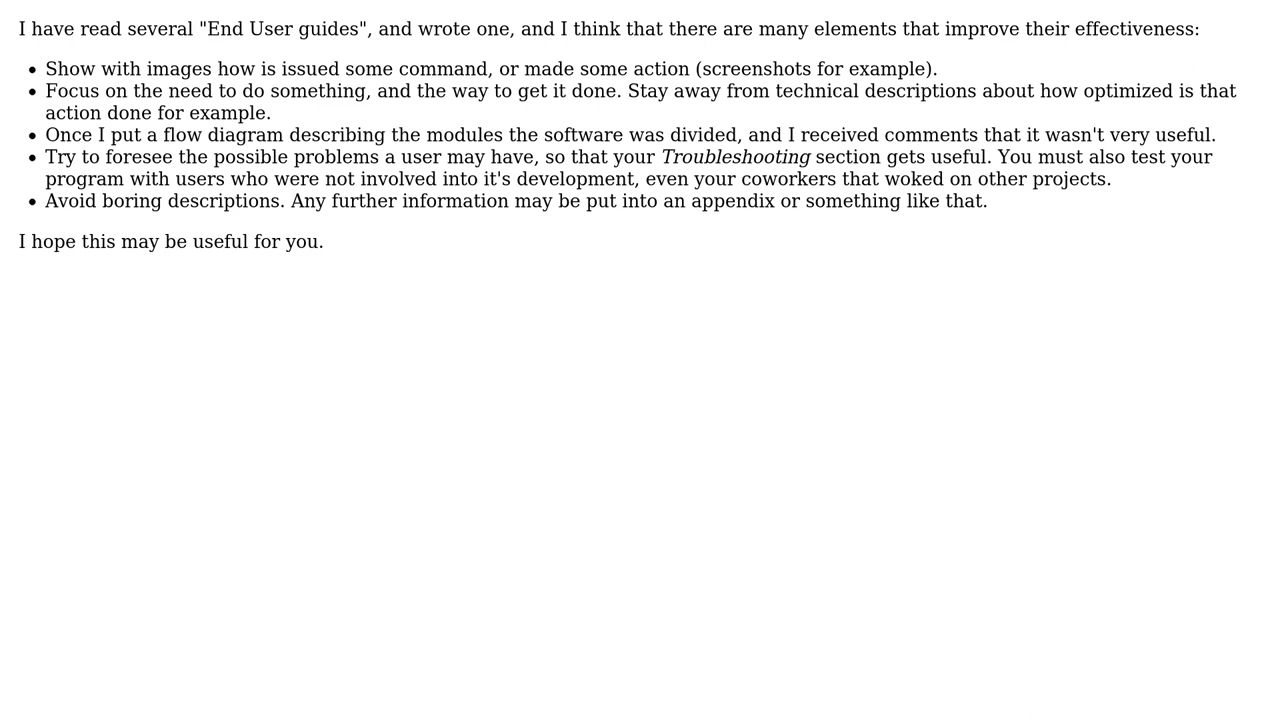 I have read several "End User guides", and wrote one, and I think that there are many elements that improve their effectiveness:
• Show with images how is issued some command, or made some action (screenshots for example).
• Focus on the need to do something, and the way to get it done. Stay away from technical descriptions about how optimized is that
action done for example.
• Once I put a flow diagram describing the modules the software was divided, and I received comments that it wasn't very useful.
• Try to foresee the possible problems a user may have, so that your Troubleshooting section gets useful. You must also test your
program with users who were not involved into it's development, even your coworkers that woked on other projects.
• Avoid boring descriptions. Any further information may be put into an appendix or something like that.
I hope this may be useful for you.